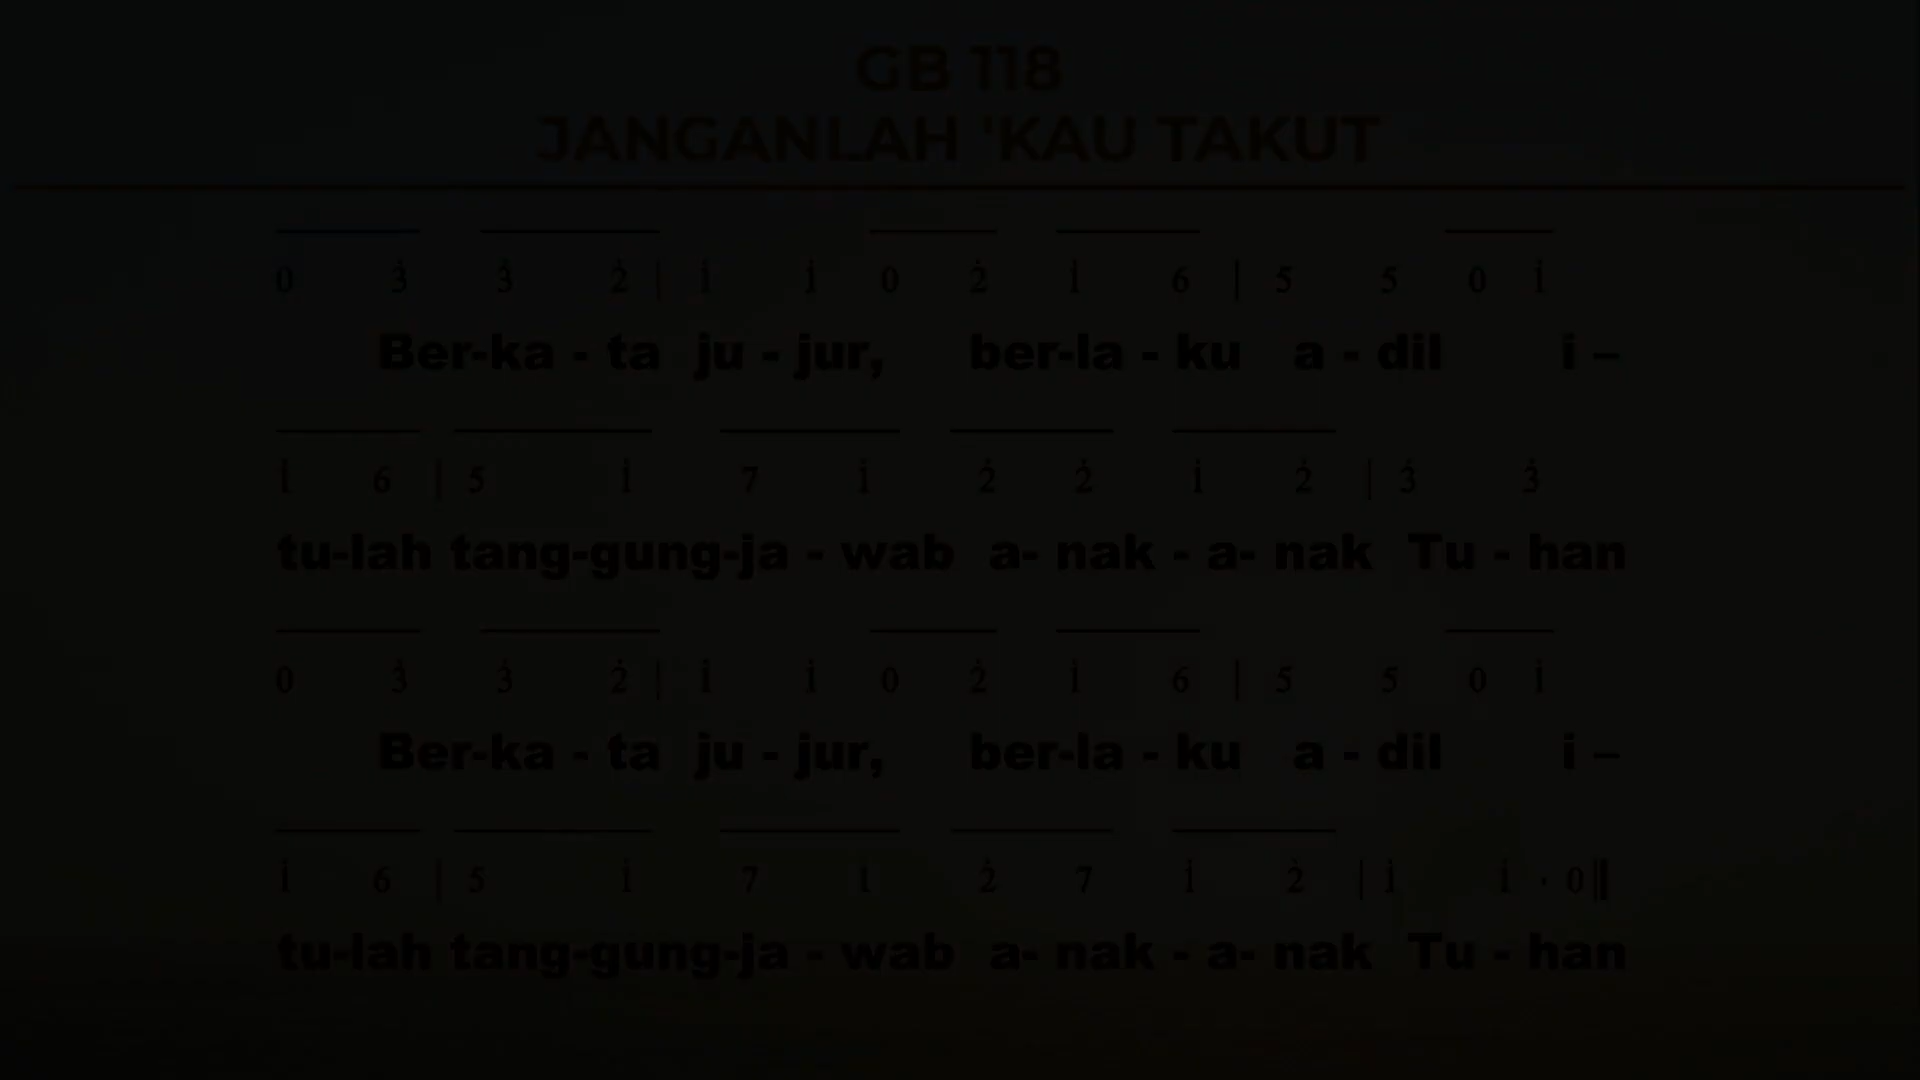 GB 118
JANGANLAH 'KAU TAKUT
0 3̇ 3̇ 2̇ | 1̇ 1̇ 0 2̇ 1̇ 6 | 5 5 0 1̇
Ber-ka - ta ju - jur, ber-la - ku a - dil i –
1̇ 6 | 5 1̇ 7 1̇ 2̇ 2̇ 1̇ 2̇ | 3̇ 3̇
tu-lah tang-gung-ja - wab a- nak - a- nak Tu - han
0 3̇ 3̇ 2̇ | 1̇ 1̇ 0 2̇ 1̇ 6 | 5 5 0 1̇
Ber-ka - ta ju - jur, ber-la - ku a - dil i –
1̇ 6 | 5 1̇ 7 1̇ 2̇ 7 1̇ 2̇ | 1̇ 1̇ · 0 ||
tu-lah tang-gung-ja - wab a- nak - a- nak Tu - han